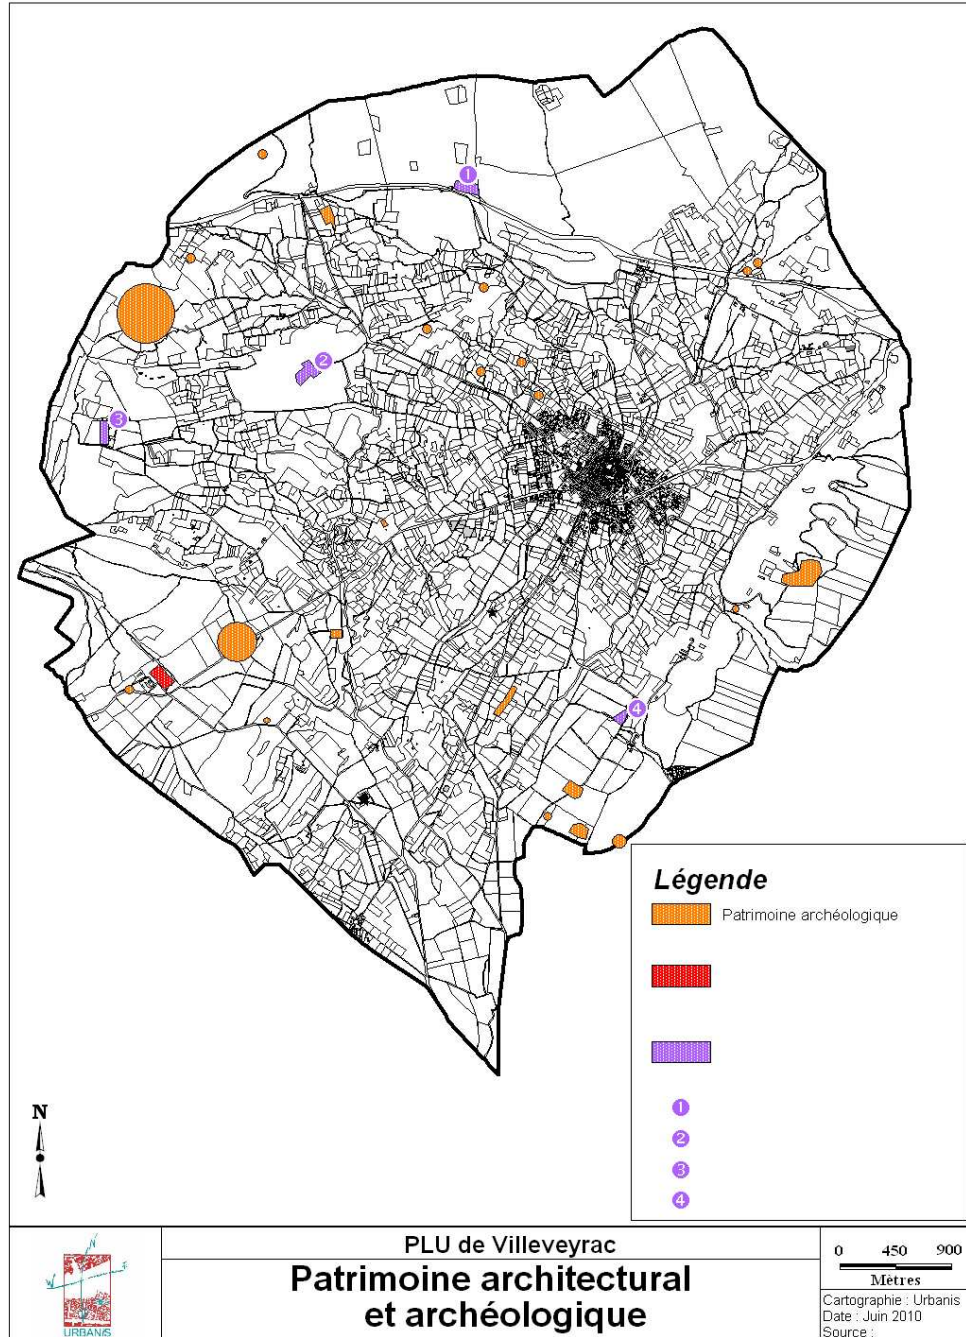 1
2
3
4
Légende
Patrimoine archéologique
1
2
3
4
N
PLU de Villeveyrac
Patrimoine architectural
et archéologique
0 450 900
Mètres
Cartographie : Urbanis
Date : Juin 2010
Source :
N
W E
URBANIS